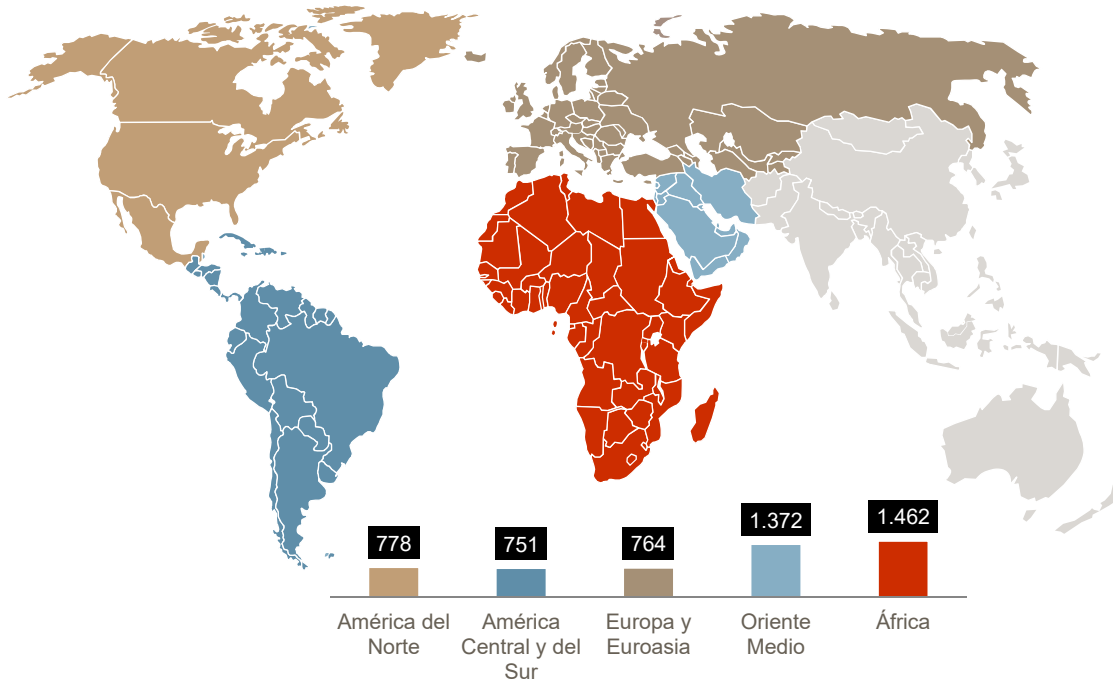 778
751
764
1.372
1.462
América del
Norte
América
Central y del
Sur
Europa y
Euroasia
Oriente
Medio
África